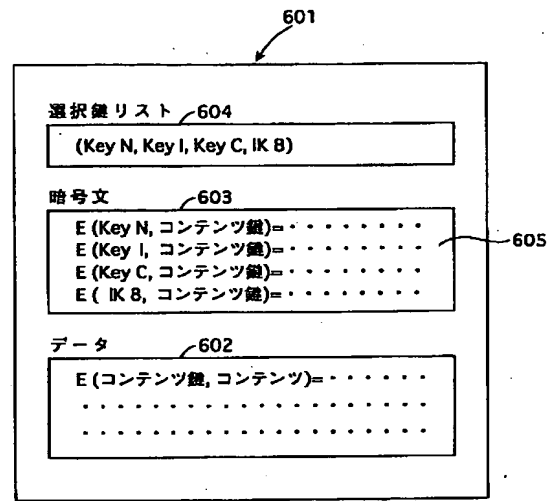 601
選択鍵リスト 604
(Key N, Key I, Key C, IK 8)
暗号文 603
E (Key N, コンテンツ鍵)= · · · · · · · ·
E (Key I, コンテンツ鍵)= · · · · · · · ·
605
E (Key C, コンテンツ鍵)= · · · · · · · ·
E ( IK 8, コンテンツ鍵)= · · · · · · · ·
データ 602
E (コンテンツ鍵, コンテンツ)= · · · · · ·
· · · · · · · · · · · · · · · · · ·
· · · · · · · · · · · · · · · · · ·